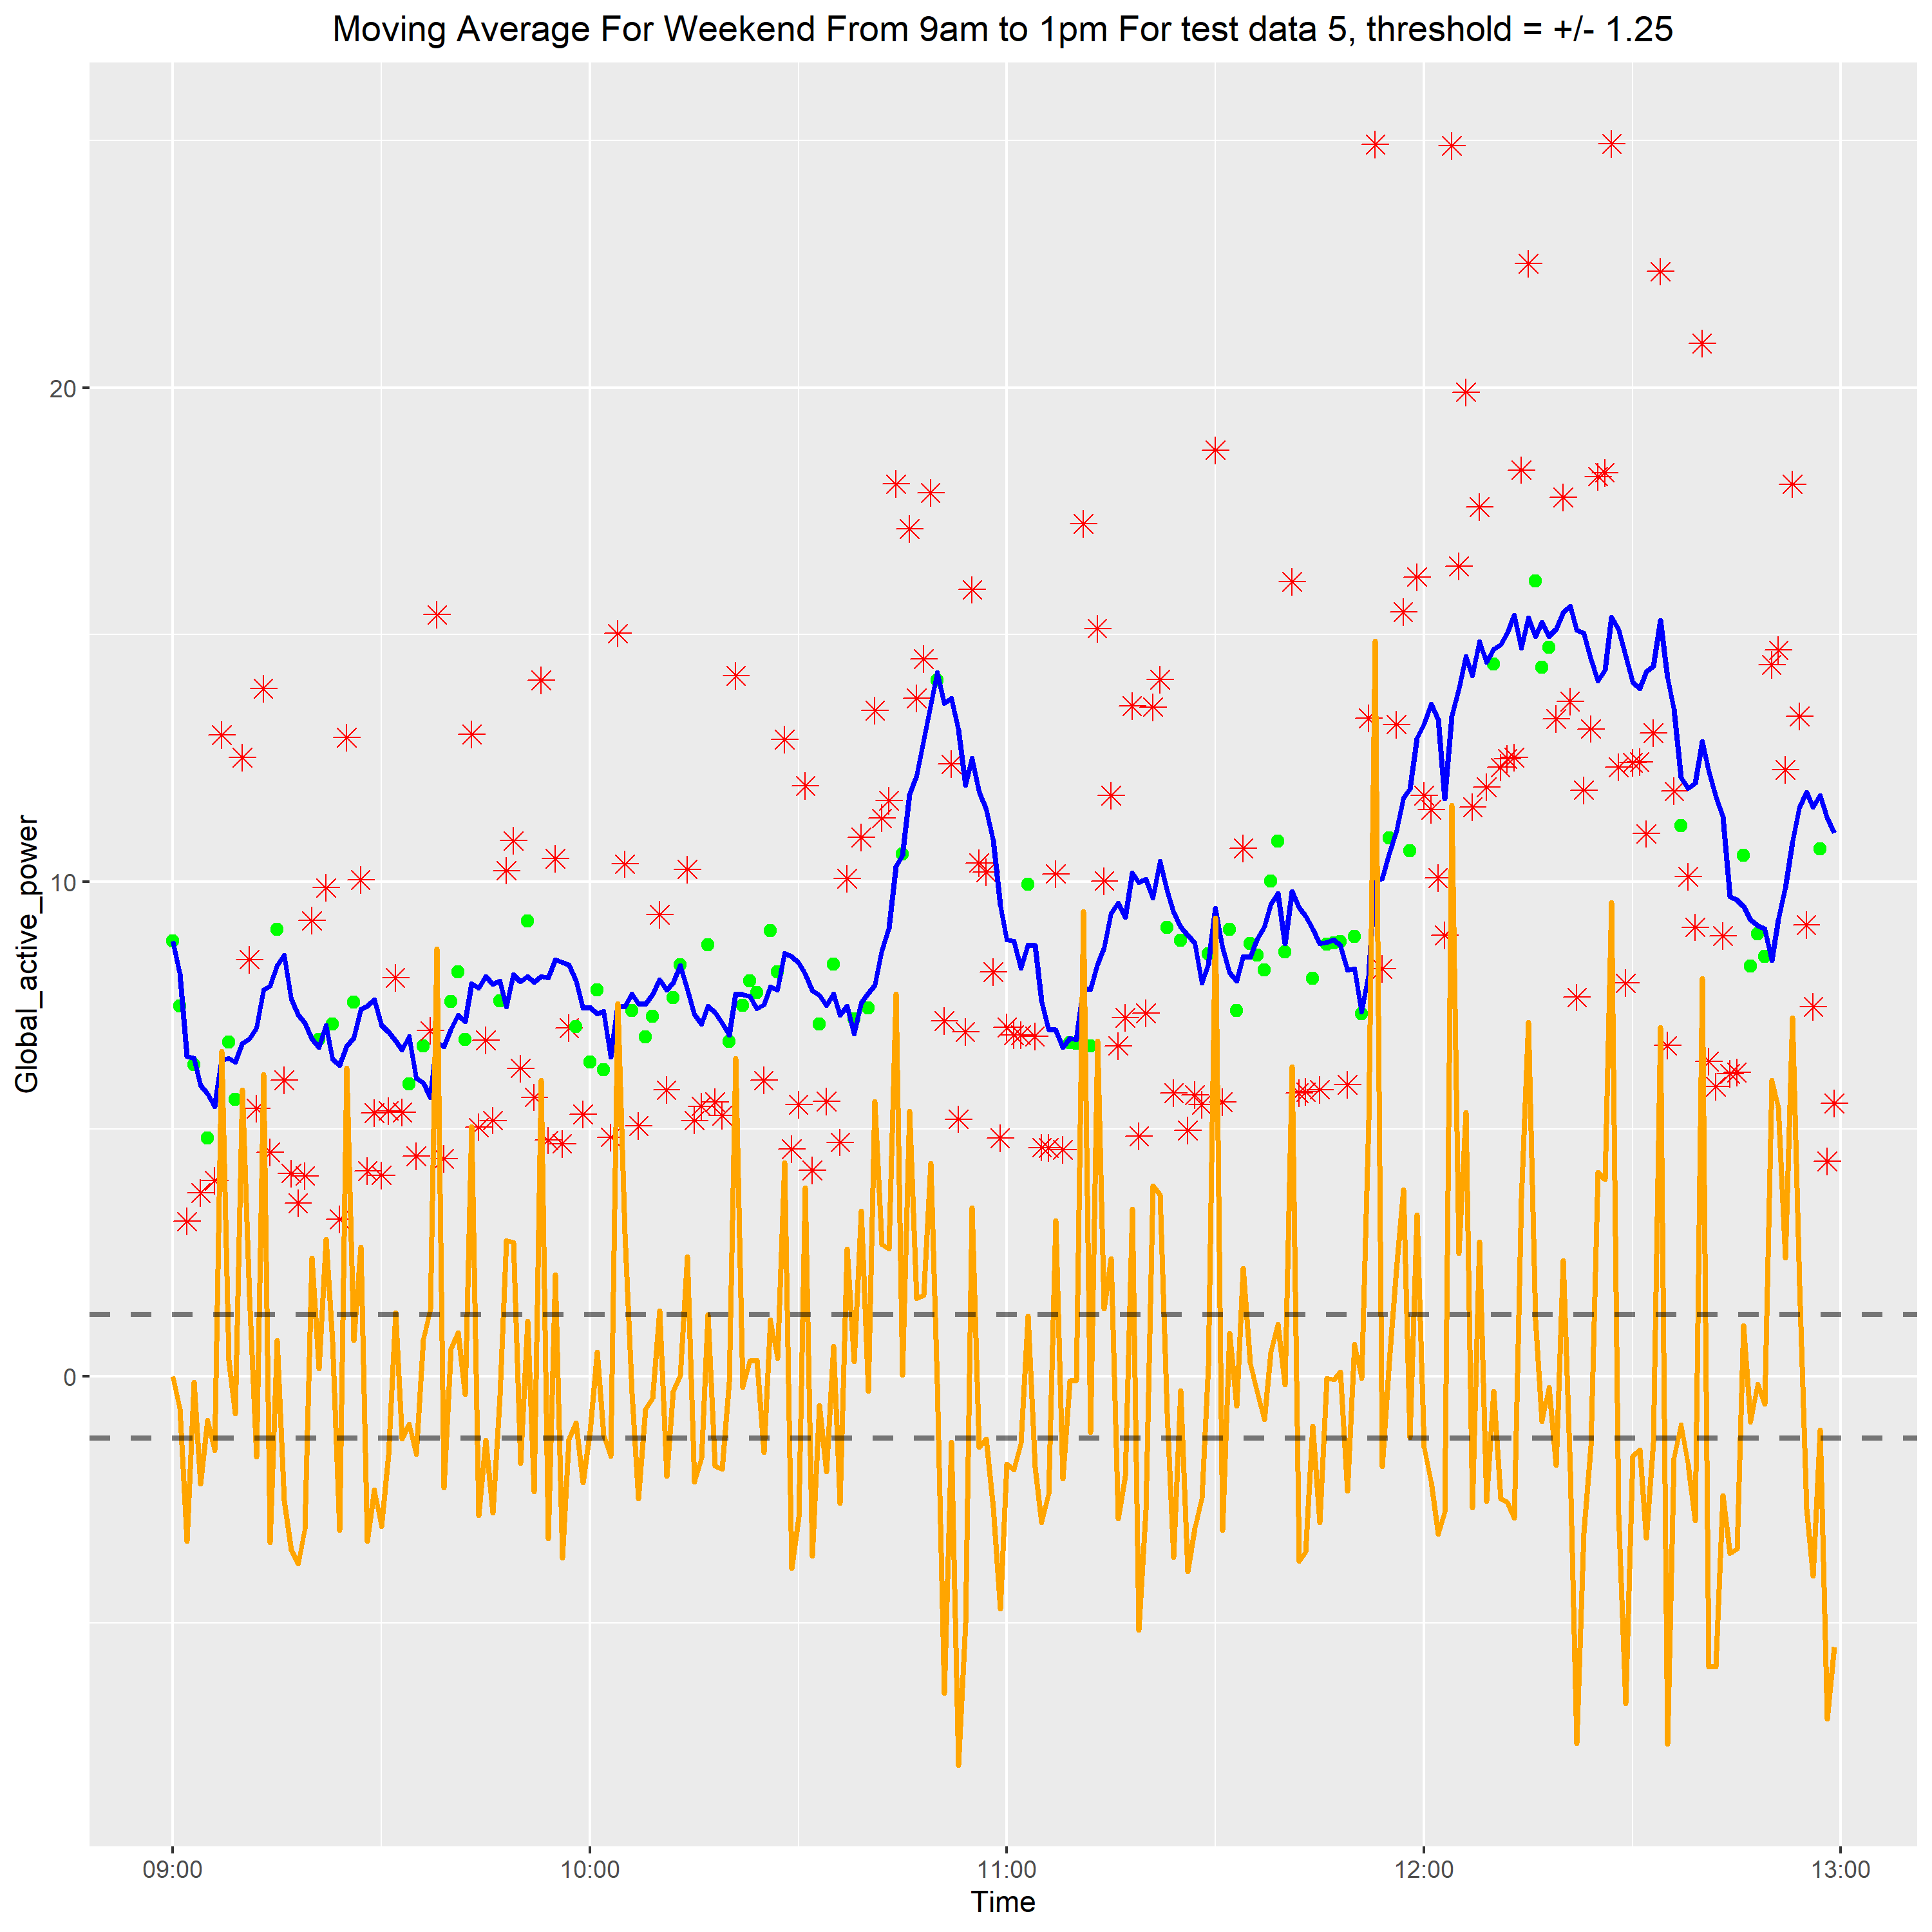 Moving Average For Weekend From 9am to 1pm For test data 5, threshold = +/- 1.25
Global_active_power
20
10
0
09:00 10:00 11:00 12:00 13:00
Time